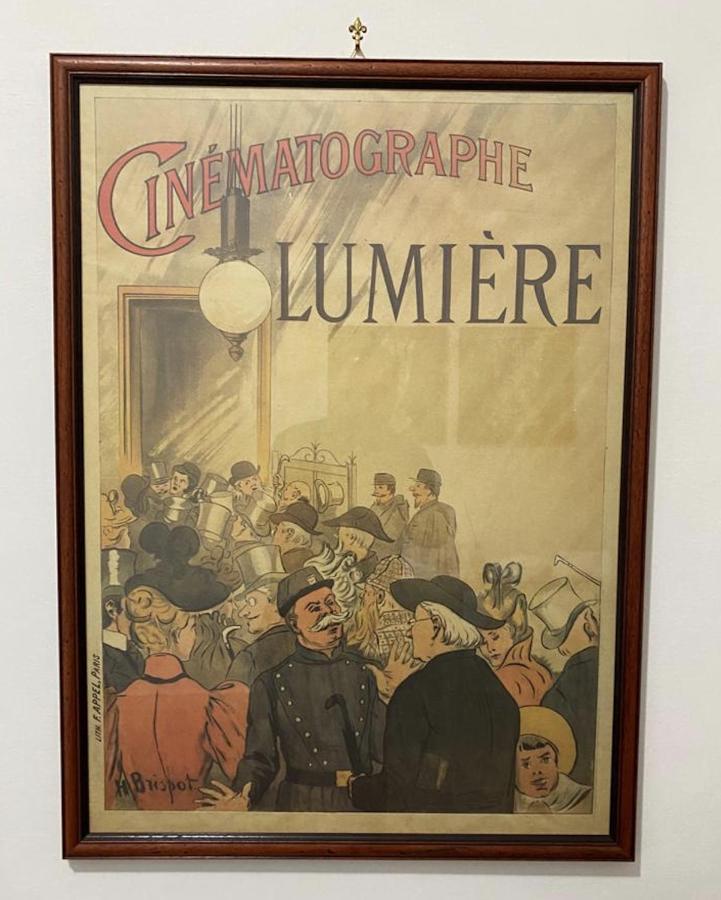 CINÉMATOGRAPHE
LUMIÈRE
LITH. F. APPEL, PARIS
H. Brispot